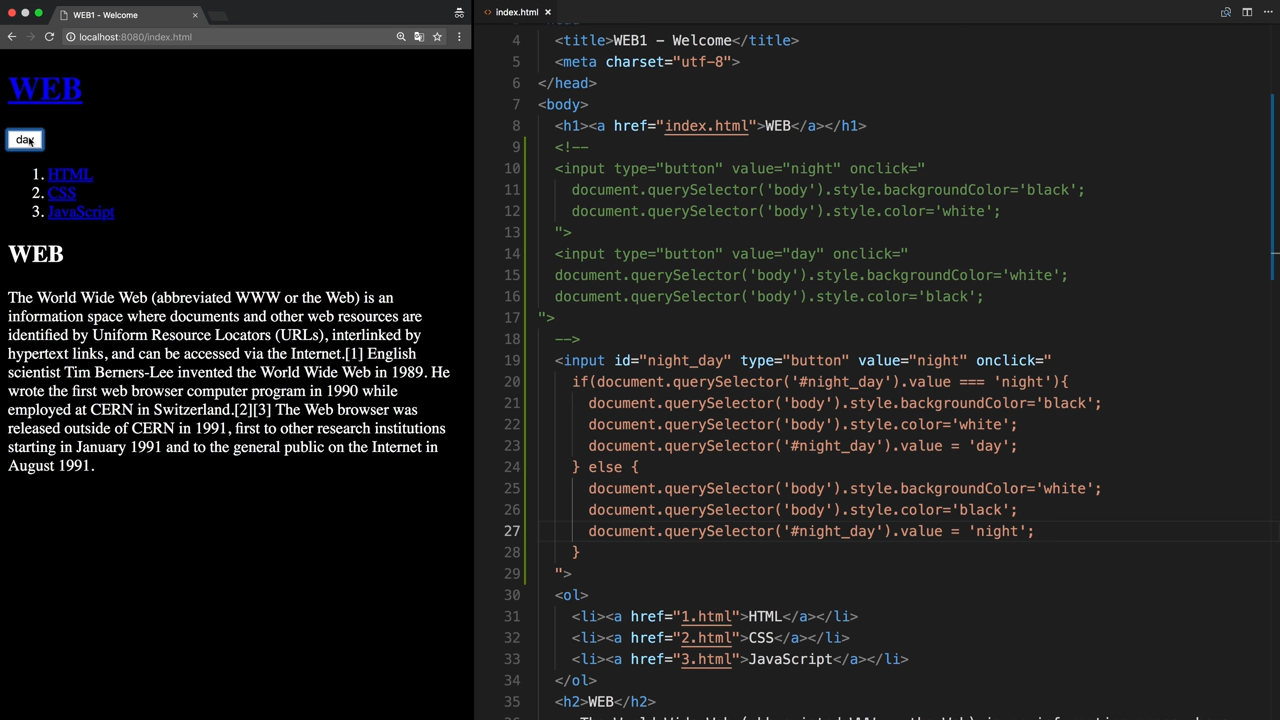 WEB1 - Welcome
localhost:8080/index.html
WEB
day
1. HTML
2. CSS
3. JavaScript
WEB
The World Wide Web (abbreviated WWW or the Web) is an
information space where documents and other web resources are
identified by Uniform Resource Locators (URLs), interlinked by
hypertext links, and can be accessed via the Internet.[1] English
scientist Tim Berners-Lee invented the World Wide Web in 1989. He
wrote the first web browser computer program in 1990 while
employed at CERN in Switzerland.[2][3] The Web browser was
released outside of CERN in 1991, first to other research institutions
starting in January 1991 and to the general public on the Internet in
August 1991.
index.html
4 <title>WEB1 - Welcome</title>
5 <meta charset="utf-8">
6 </head>
7 <body>
8 <h1><a href="index.html">WEB</a></h1>
9 <!--
10 <input type="button" value="night" onclick="
11 document.querySelector('body').style.backgroundColor='black';
12 document.querySelector('body').style.color='white';
13 ">
14 <input type="button" value="day" onclick="
15 document.querySelector('body').style.backgroundColor='white';
16 document.querySelector('body').style.color='black';
17 ">
18 -->
19 <input id="night_day" type="button" value="night" onclick="
20 if(document.querySelector('#night_day').value === 'night'){
21 document.querySelector('body').style.backgroundColor='black';
22 document.querySelector('body').style.color='white';
23 document.querySelector('#night_day').value = 'day';
24 } else {
25 document.querySelector('body').style.backgroundColor='white';
26 document.querySelector('body').style.color='black';
27 document.querySelector('#night_day').value = 'night';
28 }
29 ">
30 <ol>
31 <li><a href="1.html">HTML</a></li>
32 <li><a href="2.html">CSS</a></li>
33 <li><a href="3.html">JavaScript</a></li>
34 </ol>
35 <h2>WEB</h2>